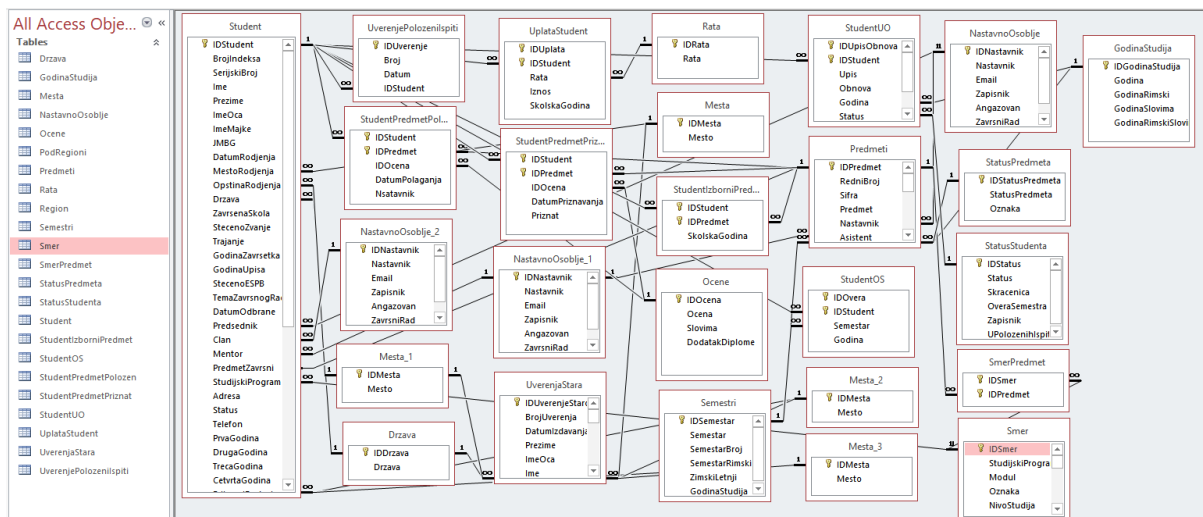 All Access Obje...
Tables
Drzava
GodinaStudija
Mesta
NastavnoOsoblje
Ocene
PodRegioni
Predmeti
Rata
Region
Semestri
Smer
SmerPredmet
StatusPredmeta
StatusStudenta
Student
StudentIzborniPredmet
StudentOS
StudentPredmetPolozen
StudentPredmetPriznat
StudentUO
UplataStudent
UverenjaStara
UverenjePolozeniIspiti
Student
IDStudent
BrojIndeksa
SerijskiBroj
Ime
Prezime
ImeOca
ImeMajke
JMBG
DatumRodjenja
MestoRodjenja
OpstinaRodjenja
Drzava
ZavrsenaSkola
StecenoZvanje
Trajanje
GodinaZavrsetka
GodinaUpisa
StecenoESPB
TemaZavrsnogRac
DatumOdbrane
Predsednik
Clan
Mentor
PredmetZavrsni
StudijskiProgram
Adresa
Status
Telefon
PrvaGodina
DrugaGodina
TrecaGodina
CetvrtaGodina
UverenjePolozeniIspiti
IDUverenje
Broj
Datum
IDStudent
StudentPredmetPol...
IDStudent
IDPredmet
IDOcena
DatumPolaganja
Nsatavnik
NastavnoOsoblje_2
IDNastavnik
Nastavnik
Email
Zapisnik
Angazovan
ZavrsniRad
Mesta_1
IDMesta
Mesto
Drzava
IDDrzava
Drzava
UplataStudent
IDUplata
IDStudent
Rata
Iznos
SkolskaGodina
StudentPredmetPriz...
IDStudent
IDPredmet
IDOcena
DatumPriznavanja
Priznat
NastavnoOsoblje_1
IDNastavnik
Nastavnik
Email
Zapisnik
Angazovan
ZavrsniRad
UverenjaStara
IDUverenjeStarc
BrojUverenja
DatumIzdavanja
Prezime
ImeOca
Ime
Rata
IDRata
Rata
Mesta
IDMesta
Mesto
StudentIzborniPred...
IDStudent
IDPredmet
SkolskaGodina
Ocene
IDOcena
Ocena
Slovima
DodatakDiplome
Semestri
IDSemestar
Semestar
SemestarBroj
SemestarRimski
ZimskiLetnji
GodinaStudija
StudentUO
IDUpisObnova
IDStudent
Upis
Obnova
Godina
Status
Predmeti
IDPredmet
RedniBroj
Sifra
Predmet
Nastavnik
Asistent
StudentOS
IDOvera
IDStudent
Semestar
Godina
Mesta_2
IDMesta
Mesto
Mesta_3
IDMesta
Mesto
NastavnoOsoblje
IDNastavnik
Nastavnik
Email
Zapisnik
Angazovan
ZavrsniRad
StatusPredmeta
IDStatusPredmeta
StatusPredmeta
Oznaka
StatusStudenta
IDStatus
Status
Skracenica
OveraSemestra
Zapisnik
UPolozenihIspit
SmerPredmet
IDSmer
IDPredmet
Smer
IDSmer
StudijskiProgra
Modul
Oznaka
NivoStudija
GodinaStudija
IDGodinaStudija
Godina
GodinaRimski
GodinaSlovima
GodinaRimskiSlovi